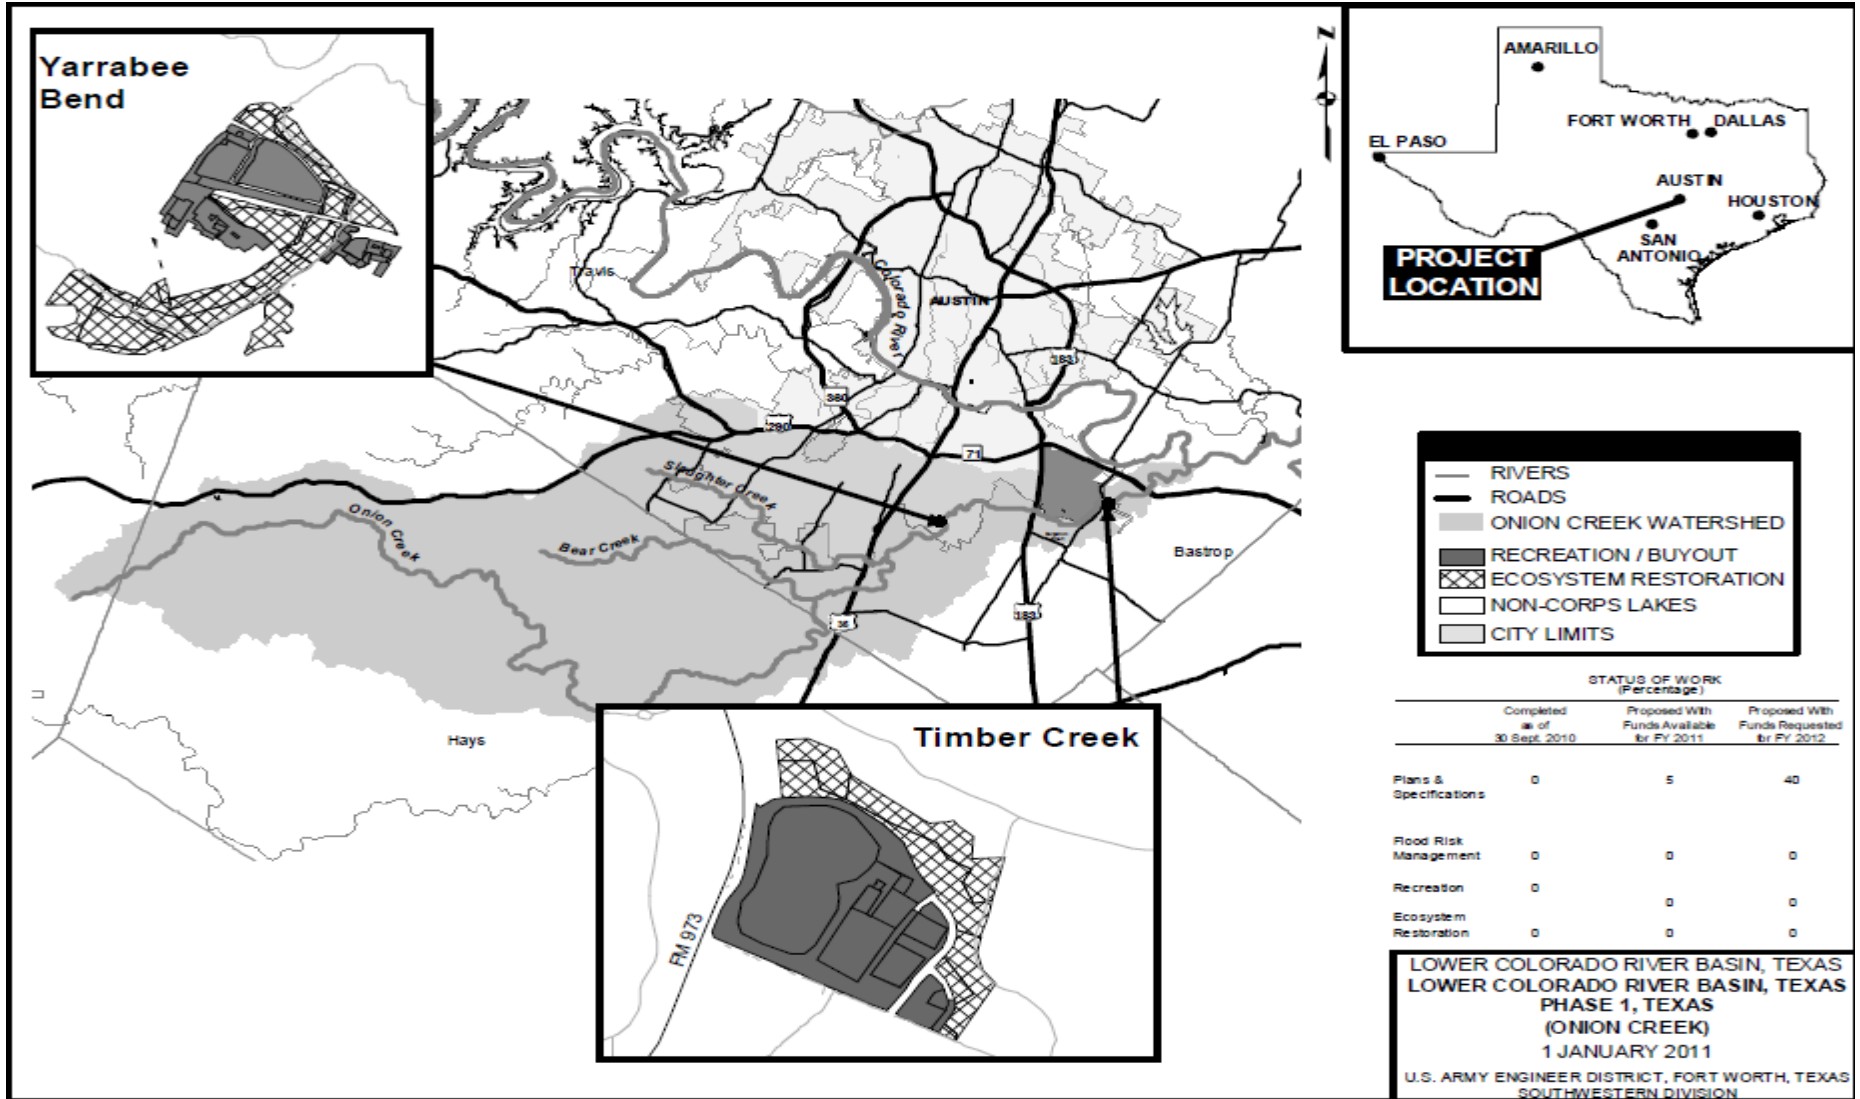 Yarrabee
Bend
Travis
Colorado River
AUSTIN
183
360
290
71
Slaughter Creek
Onion
Creek
Bear Creek
Bastrop
35
183
Hays
Timber Creek
FM 973
N
AMARILLO
FORT WORTH
DALLAS
EL PASO
AUSTIN
HOUSTON
SAN
ANTONIO
PROJECT
LOCATION
RIVERS
ROADS
ONION CREEK WATERSHED
RECREATION / BUYOUT
ECOSYSTEM RESTORATION
NON-CORPS LAKES
CITY LIMITS
STATUS OF WORK
(Percentage)
Completed as of 30 Sept. 2010
Proposed With Funds Available for FY 2011
Proposed With Funds Requested for FY 2012
Plans &
Specifications 0 5 40
Flood Risk
Management 0 0 0
Recreation 0 0 0
Ecosystem
Restoration 0 0 0
LOWER COLORADO RIVER BASIN, TEXAS
LOWER COLORADO RIVER BASIN, TEXAS
PHASE 1, TEXAS
(ONION CREEK)
1 JANUARY 2011
U.S. ARMY ENGINEER DISTRICT, FORT WORTH, TEXAS
SOUTHWESTERN DIVISION